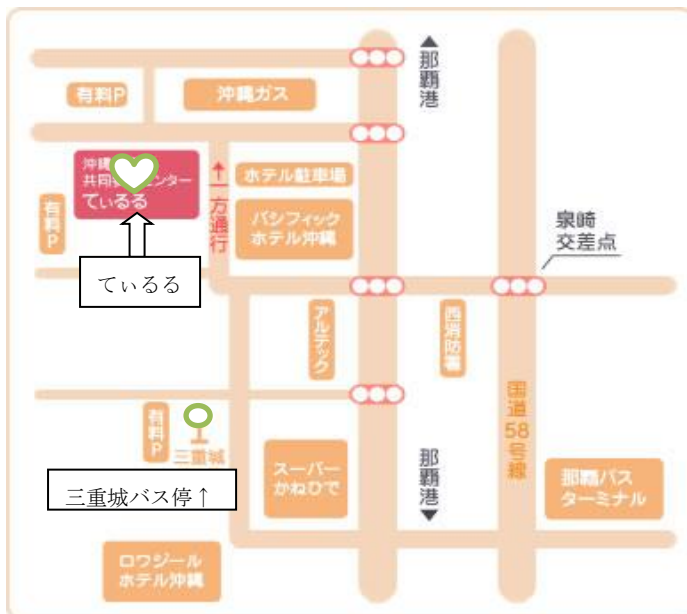 ▲那覇港
有料P
沖縄ガス
沖縄
共同 センター
てぃるる
↑一方通行
ホテル駐車場
有料P
パシフィック
ホテル沖縄
泉崎
交差点
てぃるる
アルテック
西消防署
国道58号線
有料P
三重城
スーパー
かねひで
那覇港▼
那覇バス
ターミナル
三重城バス停↑
ロワジール
ホテル沖縄